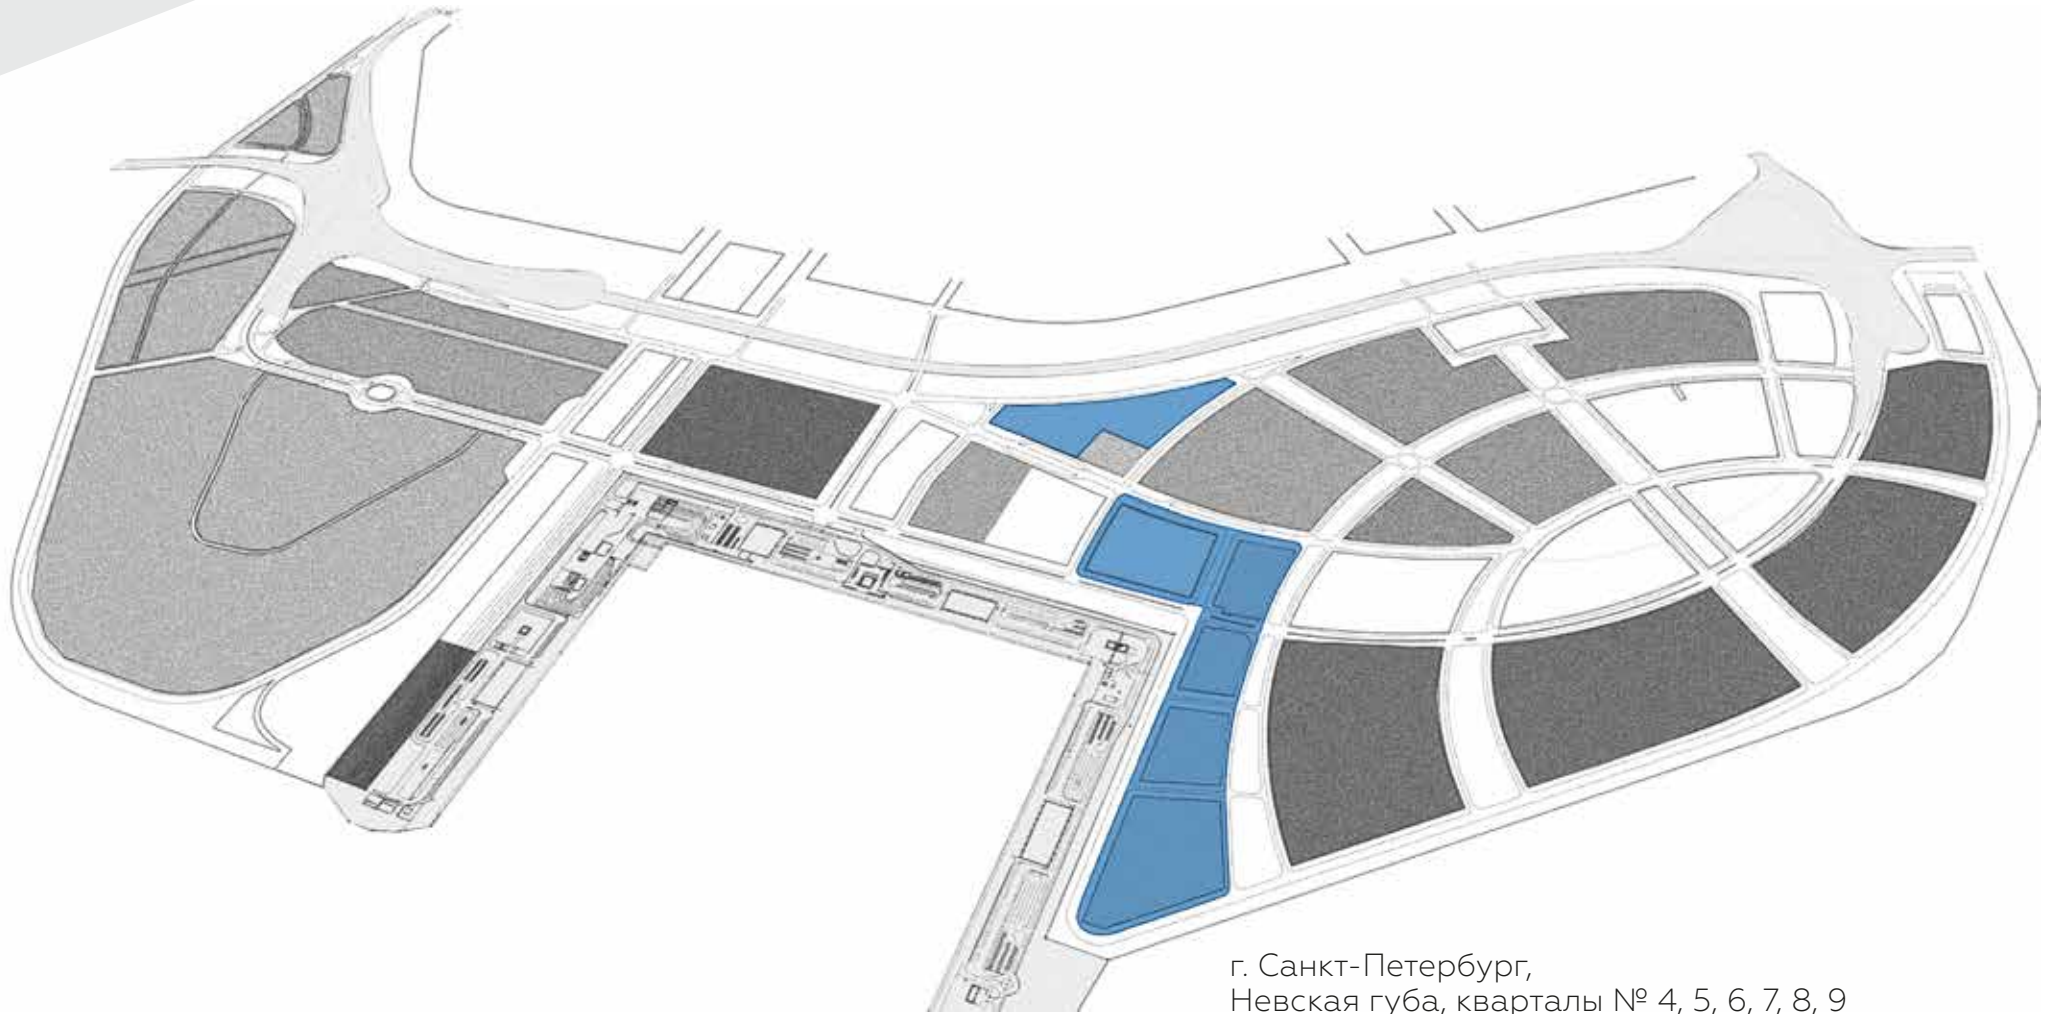 г. Санкт-Петербург,
Невская губа, кварталы № 4, 5, 6, 7, 8, 9